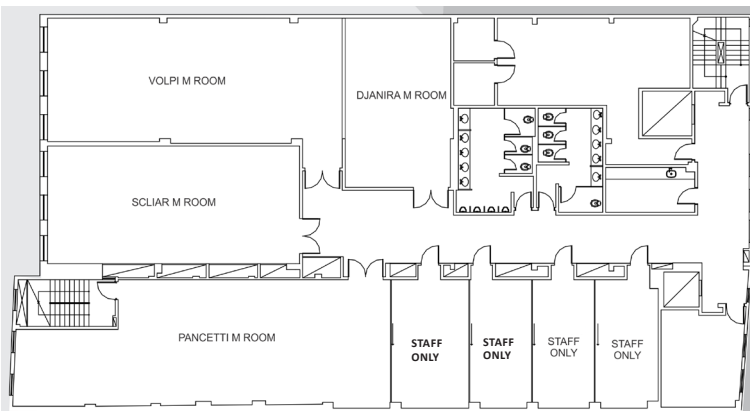 VOLPI M ROOM
DJANIRA M ROOM
SCLIAR M ROOM
PANCETTI M ROOM
STAFF
ONLY
STAFF
ONLY
STAFF
ONLY
STAFF
ONLY